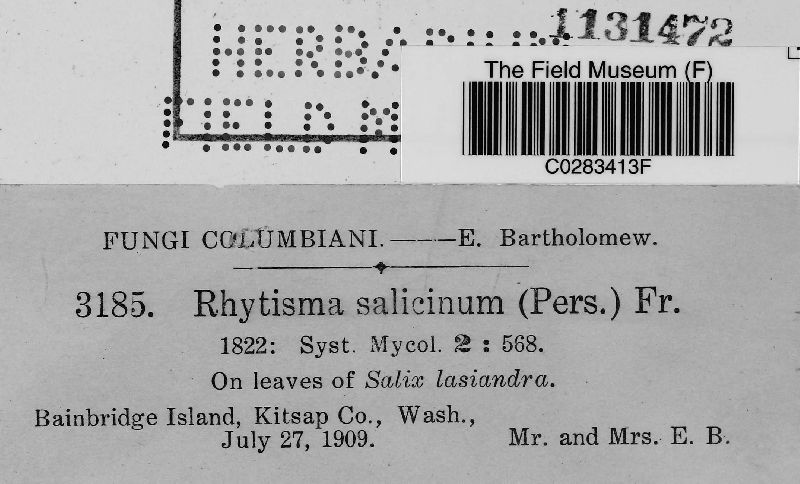 1131472
The Field Museum (F)
C0283413F
FUNGI COLUMBIANI.——E. Bartholomew.
3185. Rhytisma salicinum (Pers.) Fr.
1822: Syst. Mycol. 2 : 568.
On leaves of Salix lasiandra.
Bainbridge Island, Kitsap Co., Wash.,
July 27, 1909. Mr. and Mrs. E. B.